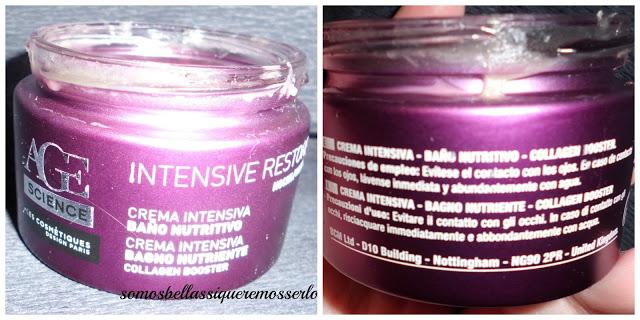 AGE
SCIENCE
COSMÉTIQUES
DESIGN PARIS
INTENSIVE RESTOR
CREMA INTENSIVA
BAÑO NUTRITIVO
CREMA INTENSIVA
BAGNO NUTRIENTE
COLLAGEN BOOSTER
somosbellassiqueremosserlo
CREMA INTENSIVA - BAÑO NUTRITIVO - COLLAGEN BOOSTER
Precauciones de empleo: Evítese el contacto con los ojos. En caso de contacto
con los ojos, lávense inmediata y abundantemente con agua.
CREMA INTENSIVA - BAGNO NUTRIENTE - COLLAGEN BOOSTER
Precauzioni d'uso: Evitare il contatto con gli occhi. In caso di contatto con gli
occhi, risciacquare immediatamente e abbondantemente con acqua.
BCM Ltd - D10 Building - Nottingham - NG90 2PR - United Kingdom